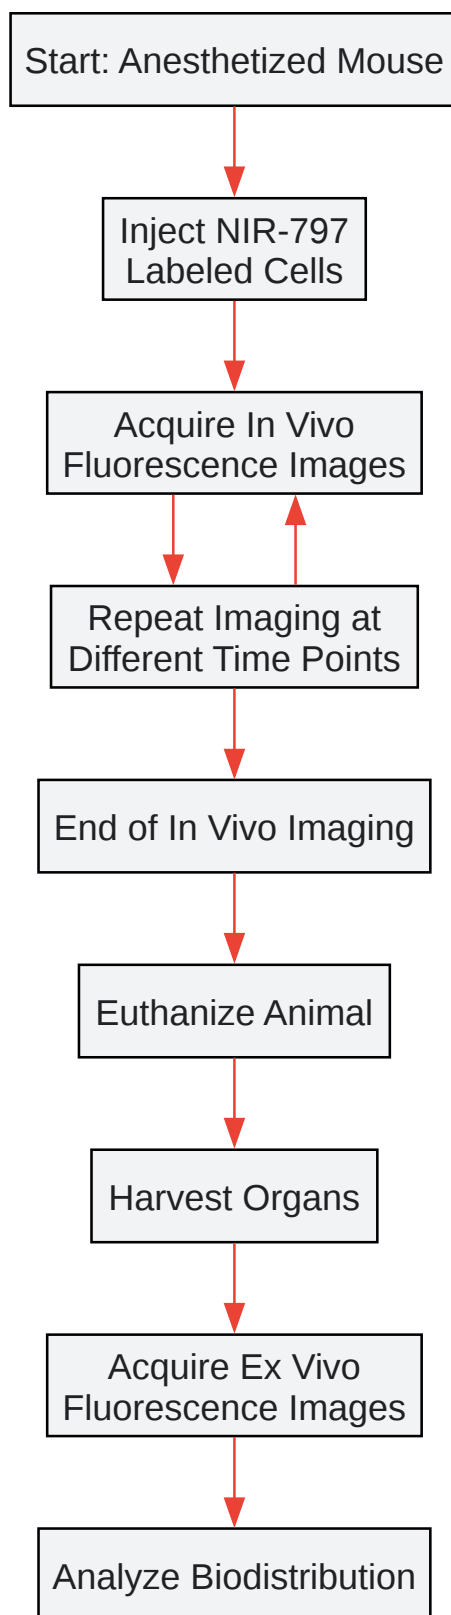 Start: Anesthetized Mouse
Inject NIR-797
Labeled Cells
Acquire In Vivo
Fluorescence Images
Repeat Imaging at
Different Time Points
End of In Vivo Imaging
Euthanize Animal
Harvest Organs
Acquire Ex Vivo
Fluorescence Images
Analyze Biodistribution